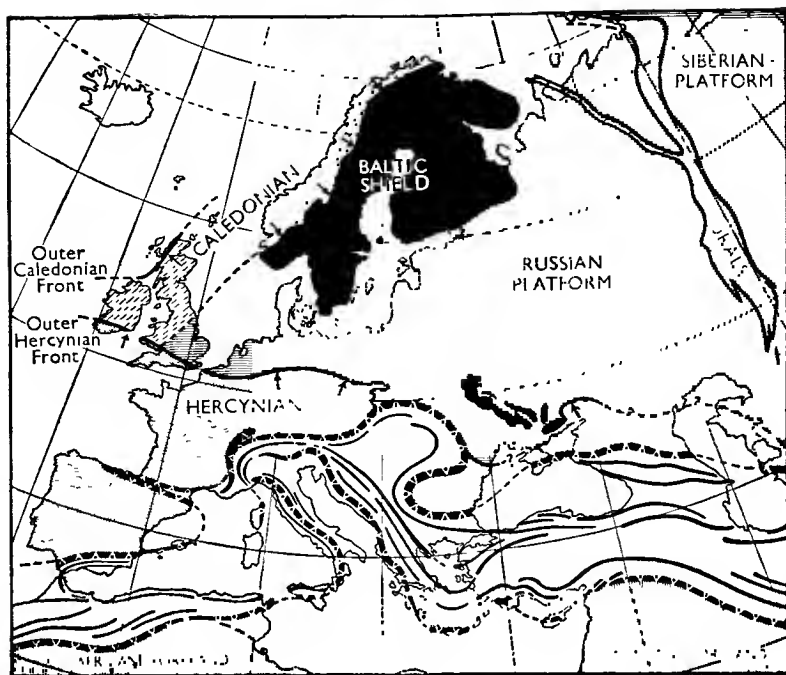 SIBERIAN-
PLATFORM
BALTIC
SHIELD
CALEDONIAN
Outer
Caledonian
Front
URALS
RUSSIAN
PLATFORM
Outer
Hercynian
Front
HERCYNIAN